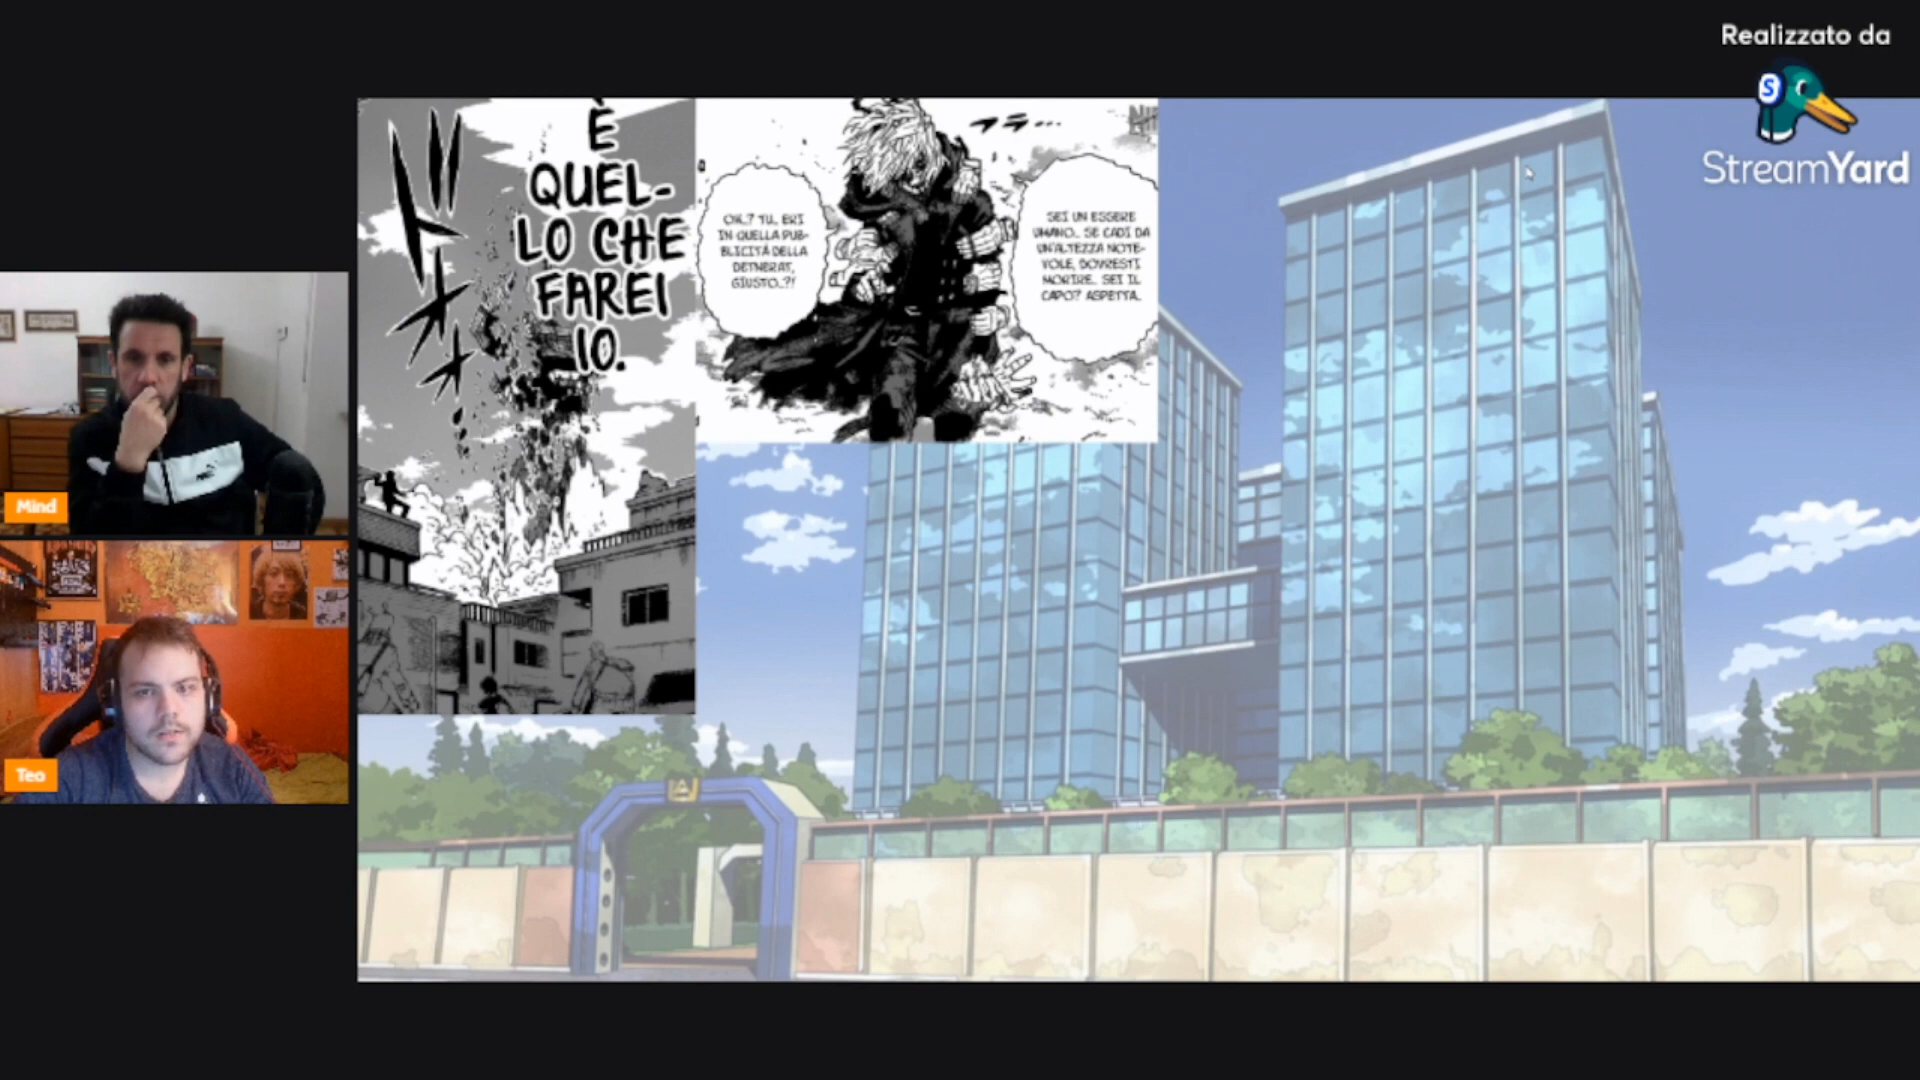 Realizzato da
S
StreamYard
È
QUEL-
LO CHE
FAREI
IO.
OH..? TU.. ERI
IN QUELLA PUB-
BLICITÀ DELLA
DETNERAT,
GIUSTO..?!
SEI UN ESSERE
UMANO.. SE CADI DA
UN'ALTEZZA NOTE-
VOLE, DOVRESTI
MORIRE.. SEI IL
CAPO? ASPETTA..
Mind
Teo